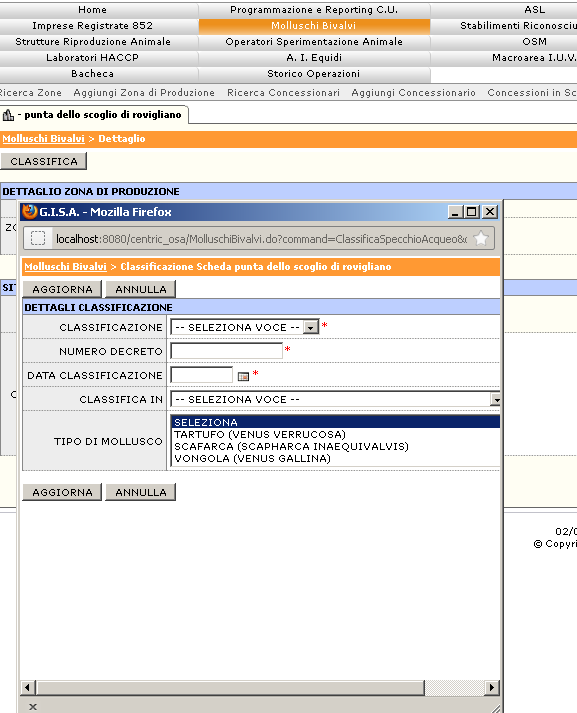 Home Programmazione e Reporting C.U. ASL
Imprese Registrate 852 Molluschi Bivalvi Stabilimenti Riconosciu
Strutture Riproduzione Animale Operatori Sperimentazione Animale OSM
Laboratori HACCP A. I. Equidi Macroarea I.U.V.
Bacheca Storico Operazioni
Ricerca Zone Aggiungi Zona di Produzione Ricerca Concessionari Aggiungi Concessionario Concessioni in Sc
- punta dello scoglio di rovigliano
Molluschi Bivalvi > Dettaglio
CLASSIFICA
DETTAGLIO ZONA DI PRODUZIONE
G.I.S.A. - Mozilla Firefox
ZO
localhost:8080/centric_osa/MolluschiBivalvi.do?command=ClassificaSpecchioAcqueo&
Molluschi Bivalvi > Classificazione Scheda punta dello scoglio di rovigliano
SIT
AGGIORNA ANNULLA
DETTAGLI CLASSIFICAZIONE
CLASSIFICAZIONE -- SELEZIONA VOCE -- *
NUMERO DECRETO *
DATA CLASSIFICAZIONE *
CLASSIFICA IN -- SELEZIONA VOCE --
TIPO DI MOLLUSCO
SELEZIONA
TARTUFO (VENUS VERRUCOSA)
SCAFARCA (SCAPHARCA INAEQUIVALVIS)
VONGOLA (VENUS GALLINA)
AGGIORNA ANNULLA
02/0
© Copyri